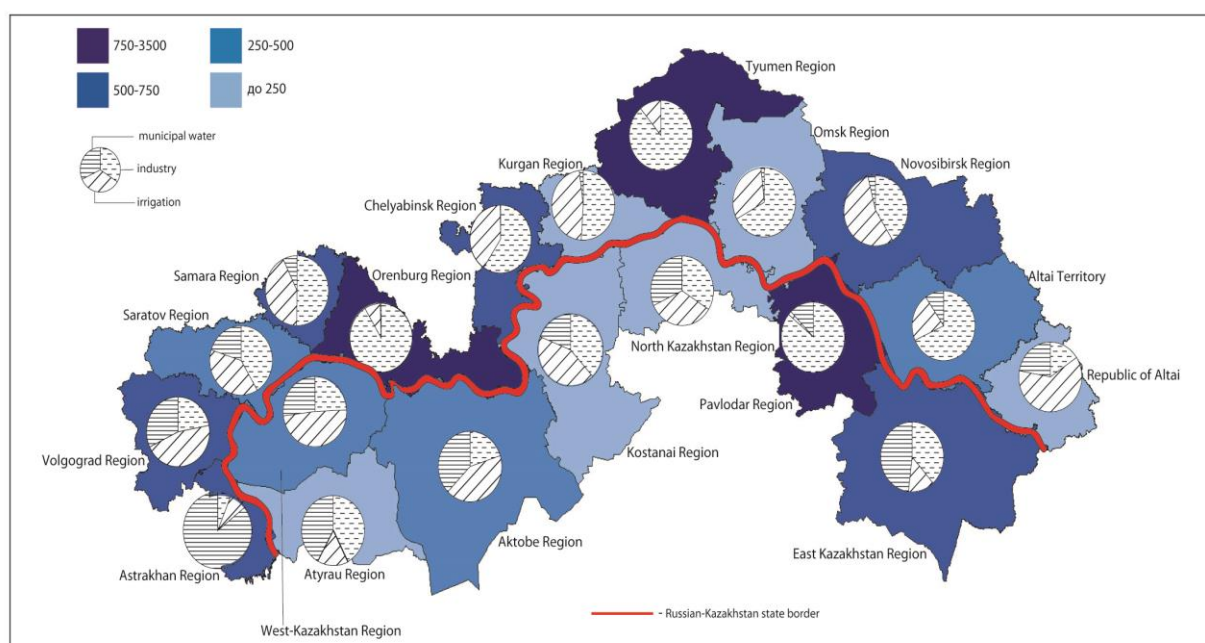 750-3500
250-500
500-750
до 250
municipal water
industry
irrigation
Tyumen Region
Omsk Region
Novosibirsk Region
Kurgan Region
Chelyabinsk Region
Samara Region
Orenburg Region
Saratov Region
Altai Territory
North Kazakhstan Region
Republic of Altai
Pavlodar Region
Volgograd Region
Kostanai Region
Aktobe Region
East Kazakhstan Region
Astrakhan Region
Atyrau Region
West-Kazakhstan Region
- Russian-Kazakhstan state border